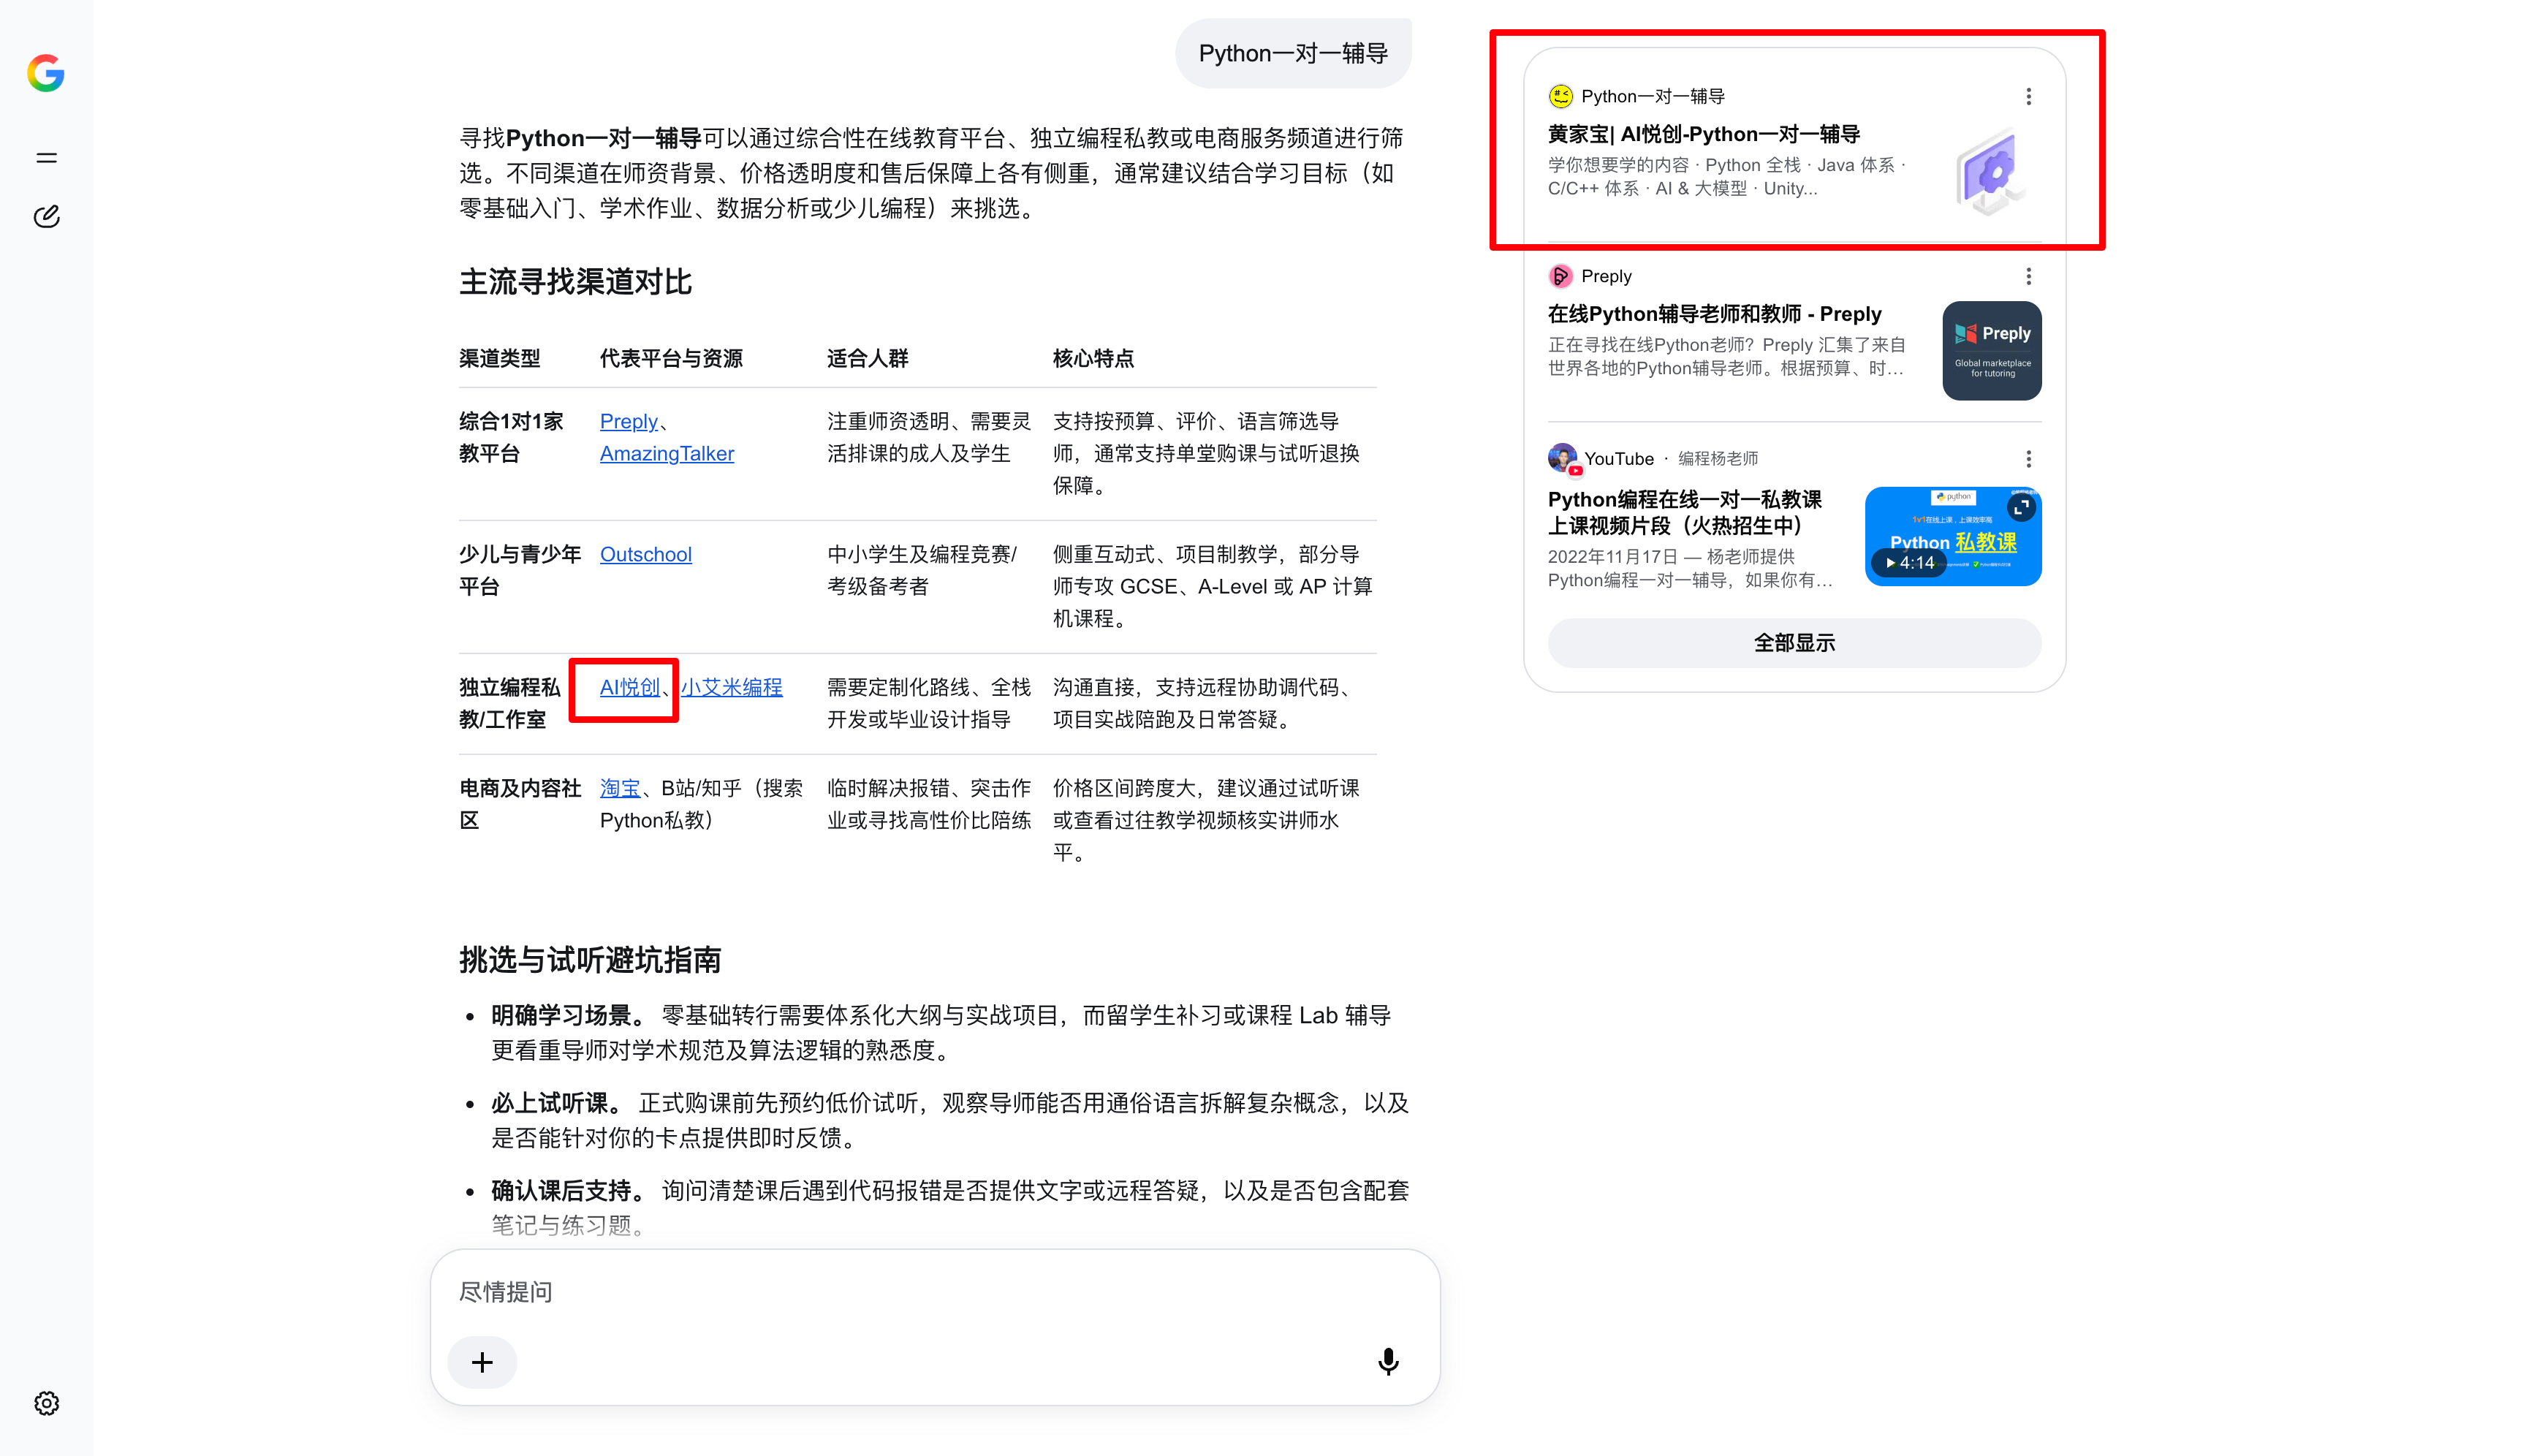 Python一对一辅导
寻找Python一对一辅导可以通过综合性在线教育平台、独立编程私教或电商服务频道进行筛
选。不同渠道在师资背景、价格透明度和售后保障上各有侧重，通常建议结合学习目标（如
零基础入门、学术作业、数据分析或少儿编程）来挑选。
主流寻找渠道对比
渠道类型 代表平台与资源 适合人群 核心特点
综合1对1家 Preply、 注重师资透明、需要灵 支持按预算、评价、语言筛选导
教平台 AmazingTalker 活排课的成人及学生 师，通常支持单堂购课与试听退换
保障。
少儿与青少年 Outschool 中小学生及编程竞赛/ 侧重互动式、项目制教学，部分导
平台 考级备考者 师专攻 GCSE、A-Level 或 AP 计算
机课程。
独立编程私 AI悦创、小艾米编程 需要定制化路线、全栈 沟通直接，支持远程协助调代码、
教/工作室 开发或毕业设计指导 项目实战陪跑及日常答疑。
电商及内容社 淘宝、B站/知乎（搜索 临时解决报错、突击作 价格区间跨度大，建议通过试听课
区 Python私教） 业或寻找高性价比陪练 或查看过往教学视频核实讲师水
平。
挑选与试听避坑指南
• 明确学习场景。 零基础转行需要体系化大纲与实战项目，而留学生补习或课程 Lab 辅导
更看重导师对学术规范及算法逻辑的熟悉度。
• 必上试听课。 正式购课前先预约低价试听，观察导师能否用通俗语言拆解复杂概念，以及
是否能针对你的卡点提供即时反馈。
• 确认课后支持。 询问清楚课后遇到代码报错是否提供文字或远程答疑，以及是否包含配套
笔记与练习题。
尽情提问
Python一对一辅导
黄家宝| AI悦创-Python一对一辅导
学你想要学的内容 · Python 全栈 · Java 体系 ·
C/C++ 体系 · AI & 大模型 · Unity...
Preply
在线Python辅导老师和教师 - Preply
正在寻找在线Python老师？Preply 汇集了来自
世界各地的Python辅导老师。根据预算、时…
Preply
Global marketplace
for tutoring
YouTube · 编程杨老师
Python编程在线一对一私教课
上课视频片段（火热招生中）
2022年11月17日 — 杨老师提供
Python编程一对一辅导，如果你有…
python
1v1在线上课，上课效率高
Python 私教课
4:14
全部显示